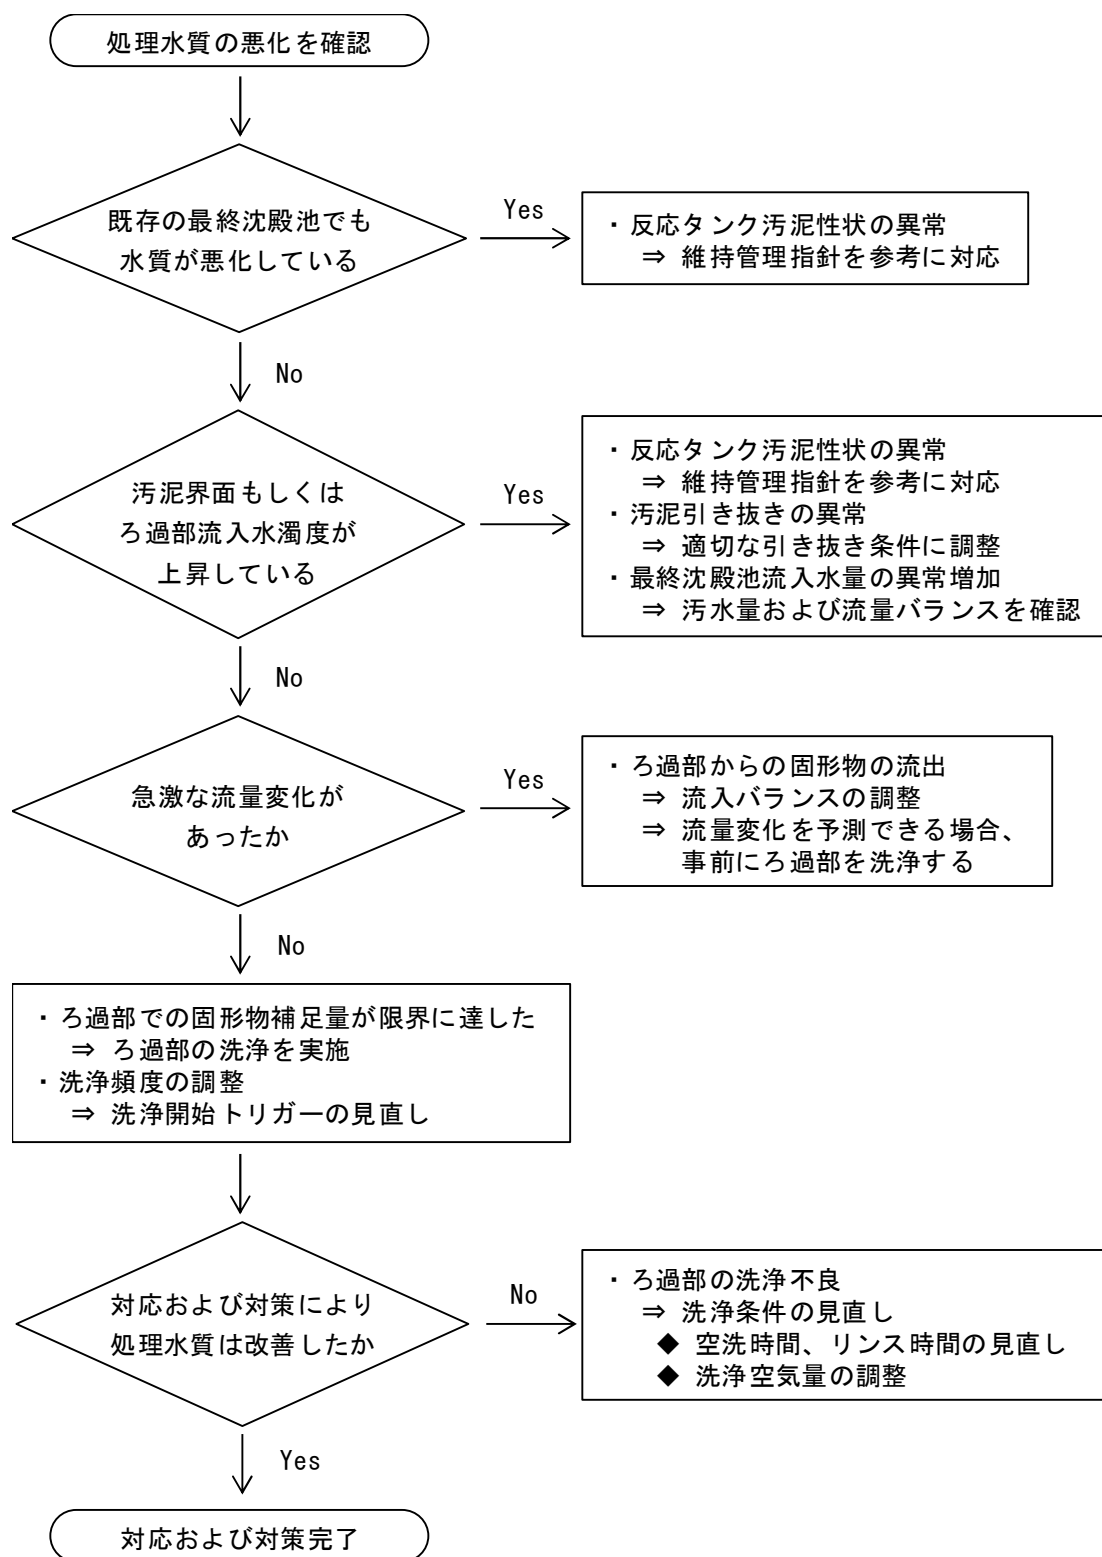 処理水質の悪化を確認
既存の最終沈殿池でも
水質が悪化している
Yes
・反応タンク汚泥性状の異常
⇒ 維持管理指針を参考に対応
No
汚泥界面もしくは
ろ過部流入水濁度が
上昇している
Yes
・反応タンク汚泥性状の異常
⇒ 維持管理指針を参考に対応
・汚泥引き抜きの異常
⇒ 適切な引き抜き条件に調整
・最終沈殿池流入水量の異常増加
⇒ 汚水量および流量バランスを確認
No
急激な流量変化が
あったか
Yes
・ろ過部からの固形物の流出
⇒ 流入バランスの調整
⇒ 流量変化を予測できる場合、
事前にろ過部を洗浄する
No
・ろ過部での固形物補足量が限界に達した
⇒ ろ過部の洗浄を実施
・洗浄頻度の調整
⇒ 洗浄開始トリガーの見直し
対応および対策により
処理水質は改善したか
No
・ろ過部の洗浄不良
⇒ 洗浄条件の見直し
◆ 空洗時間、リンス時間の見直し
◆ 洗浄空気量の調整
Yes
対応および対策完了